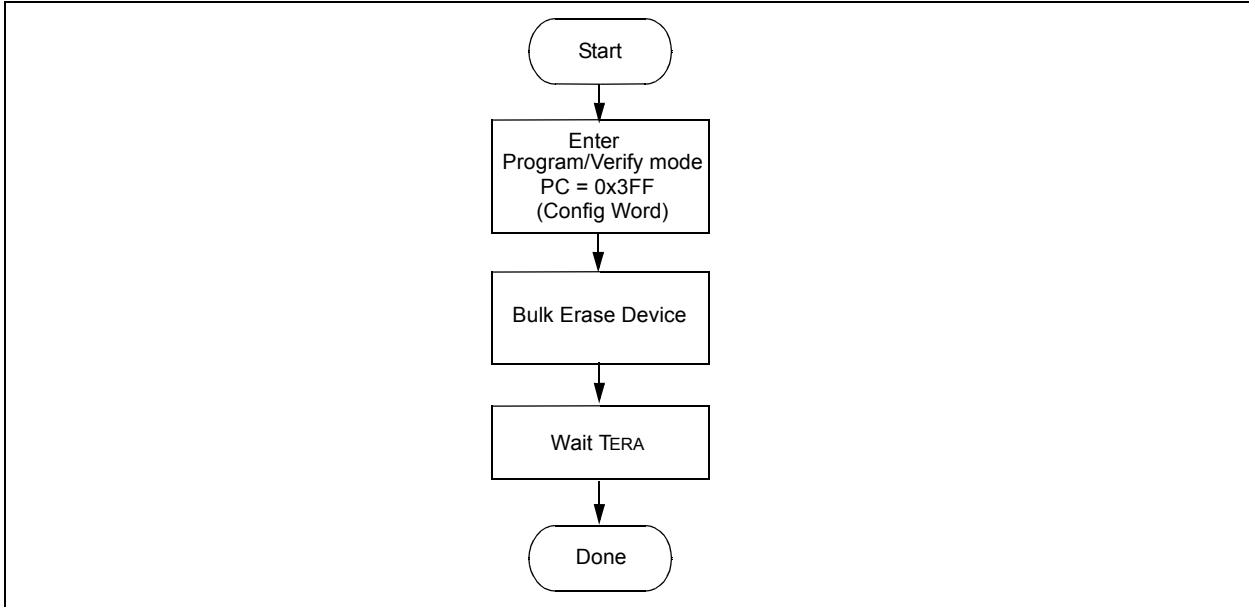 Start
Enter
Program/Verify mode
PC = 0x3FF
(Config Word)
Bulk Erase Device
Wait TERA
Done